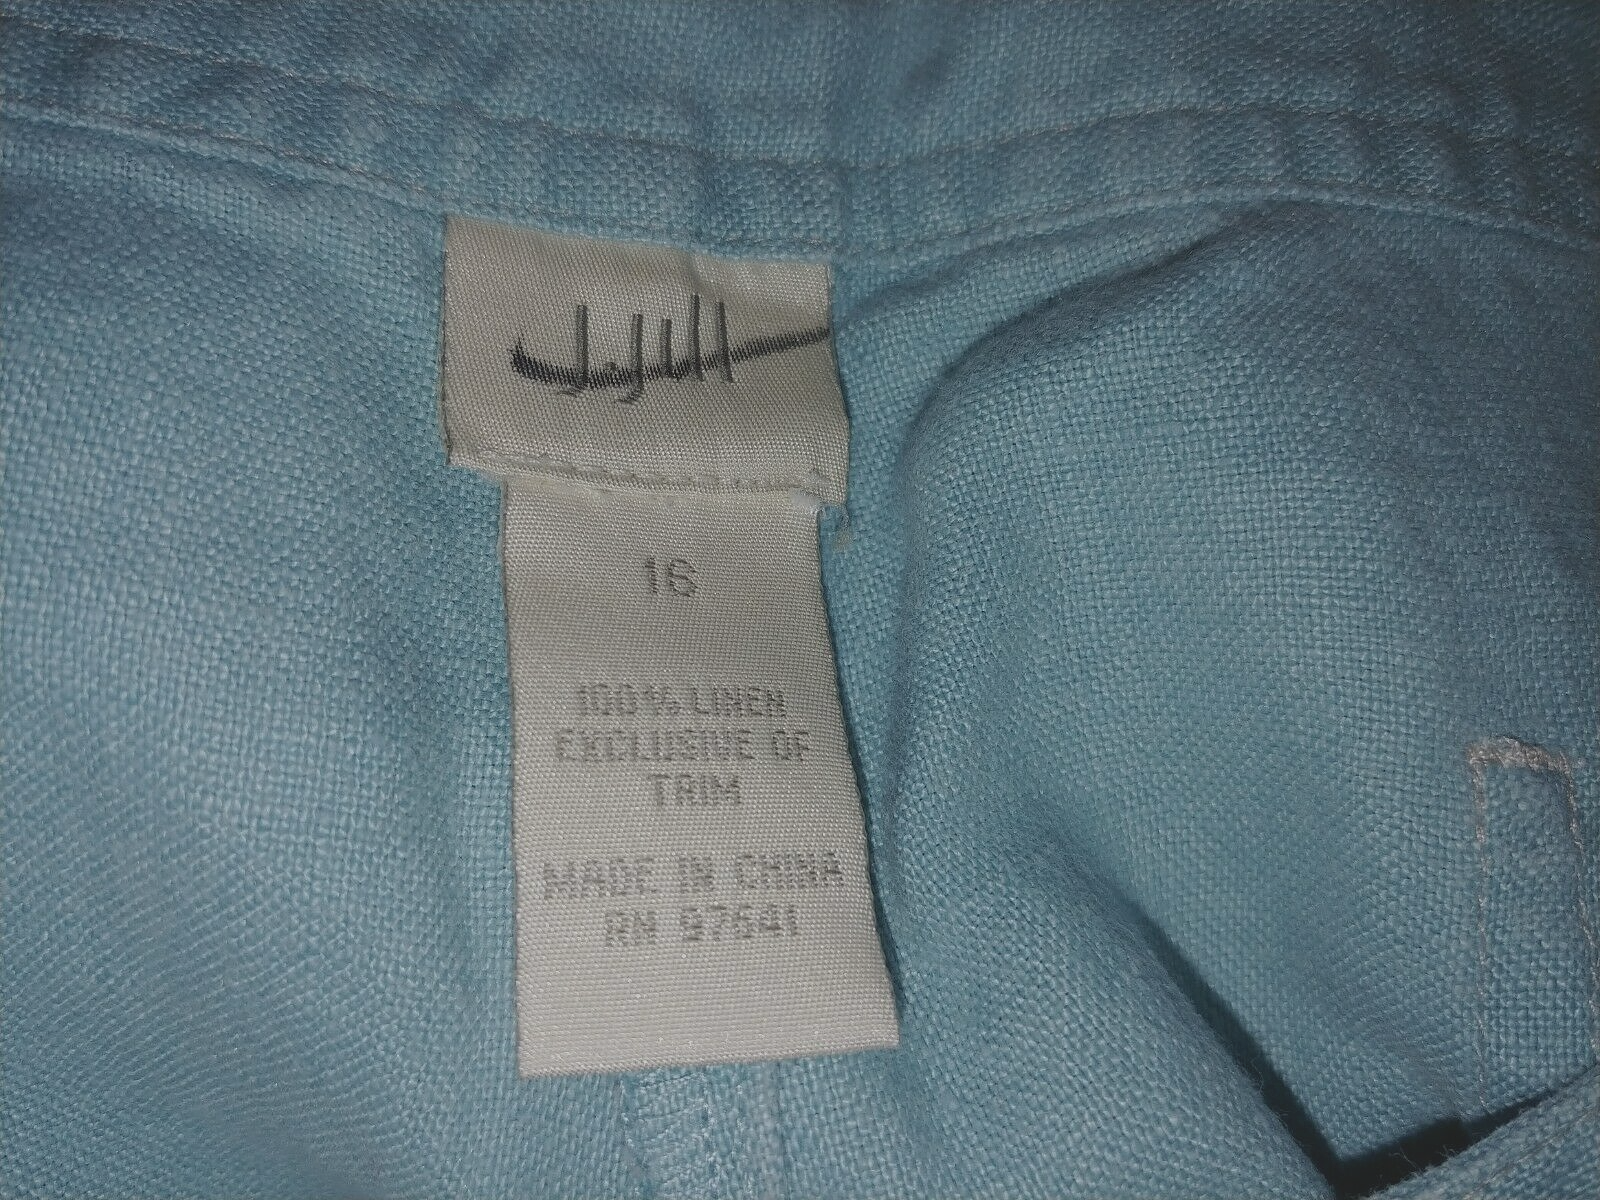 J.Jill
16
100% LINEN
EXCLUSIVE OF
TRIM
MADE IN CHINA
RN 97641